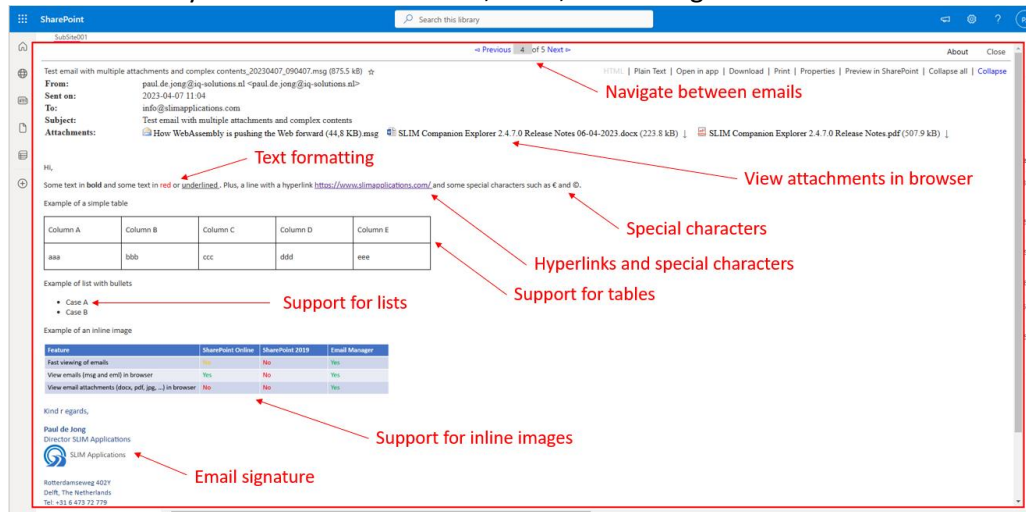 SharePoint
Search this library
SubSite001
Previous 4 of 5 Next
About Close
Test email with multiple attachments and complex contents_20230407_090407.msg (875.5 kB) ☆
HTML | Plain Text | Open in app | Download | Print | Properties | Preview in SharePoint | Collapse all | Collapse
From: paul.de.jong@iq-solutions.nl <paul.de.jong@iq-solutions.nl>
Sent on: 2023-04-07 11:04
To: info@slimapplications.com
Subject: Test email with multiple attachments and complex contents
Attachments: How WebAssembly is pushing the Web forward (44,8 KB).msg SLIM Companion Explorer 2.4.7.0 Release Notes 06-04-2023.docx (223.8 kB) ↓ SLIM Companion Explorer 2.4.7.0 Release Notes.pdf (507.9 kB) ↓
Navigate between emails
Text formatting
View attachments in browser
Hi,
Some text in bold and some text in red or underlined . Plus, a line with a hyperlink https://www.slimapplications.com/ and some special characters such as € and ©.
Special characters
Hyperlinks and special characters
Example of a simple table
Column A Column B Column C Column D Column E
aaa bbb ccc ddd eee
Support for tables
Example of list with bullets
• Case A
• Case B
Support for lists
Example of an inline image
Feature SharePoint Online SharePoint 2019 Email Manager
Fast viewing of emails No No Yes
View emails (msg and eml) in browser Yes No Yes
View email attachments (docx, pdf, jpg, ...) in browser No No Yes
Support for inline images
Kind r egards,
Paul de Jong
Director SLIM Applications
SLIM Applications
Email signature
Rotterdamseweg 402Y
Delft, The Netherlands
Tel: +31 6 473 72 779